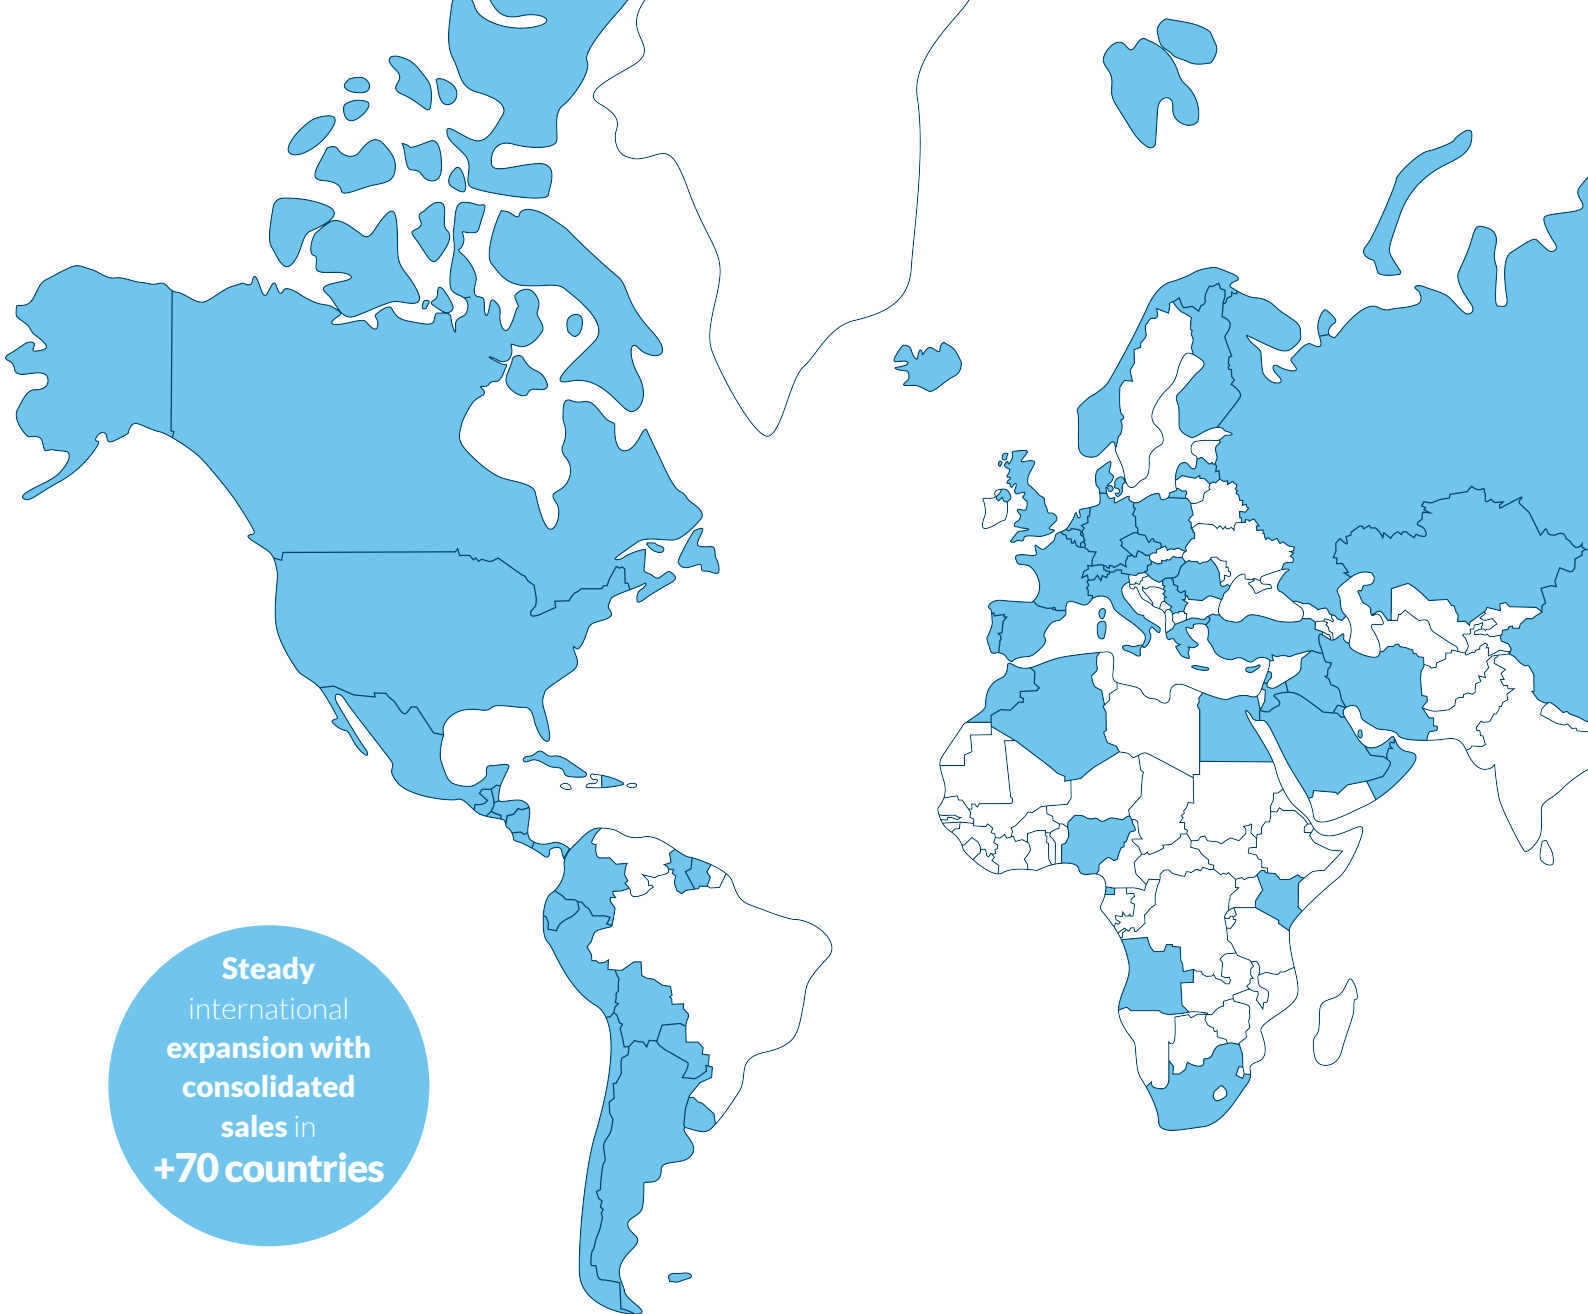 Steady
international
expansion with
consolidated
sales in
+70 countries